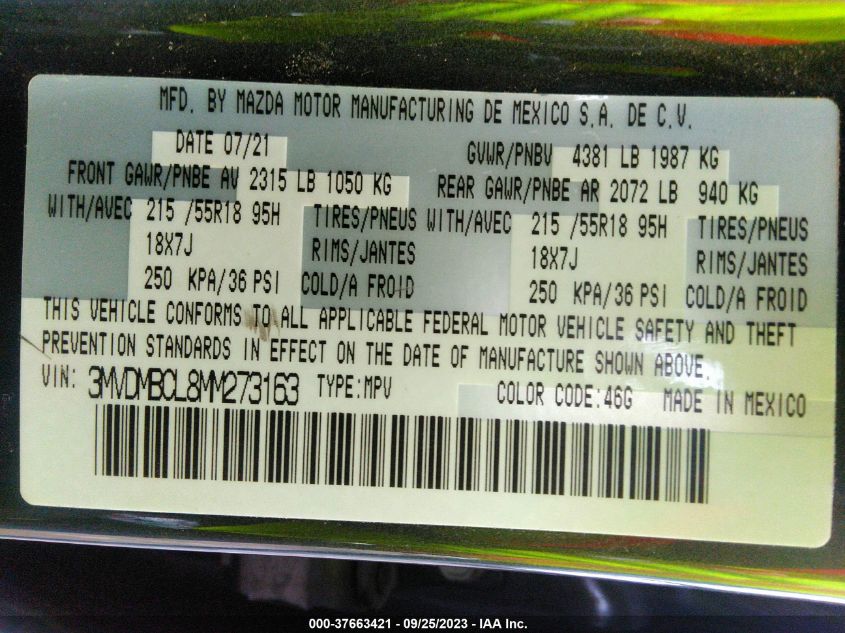 MFD. BY MAZDA MOTOR MANUFACTURING DE MEXICO S.A. DE C.V.
DATE 07/21 GVWR/PNBV 4381 LB 1987 KG
FRONT GAWR/PNBE AV 2315 LB 1050 KG REAR GAWR/PNBE AR 2072 LB 940 KG
WITH/AVEC 215 /55R18 95H TIRES/PNEUS WITH/AVEC 215 /55R18 95H TIRES/PNEUS
18X7J RIMS/JANTES 18X7J RIMS/JANTES
250 KPA/36 PSI COLD/A FROID 250 KPA/36 PSI COLD/A FROID
THIS VEHICLE CONFORMS TO ALL APPLICABLE FEDERAL MOTOR VEHICLE SAFETY AND THEFT
PREVENTION STANDARDS IN EFFECT ON THE DATE OF MANUFACTURE SHOWN ABOVE.
VIN: 3MVDMBCL8MM273163 TYPE:MPV COLOR CODE:46G MADE IN MEXICO
000-37663421 - 09/25/2023 - IAA Inc.